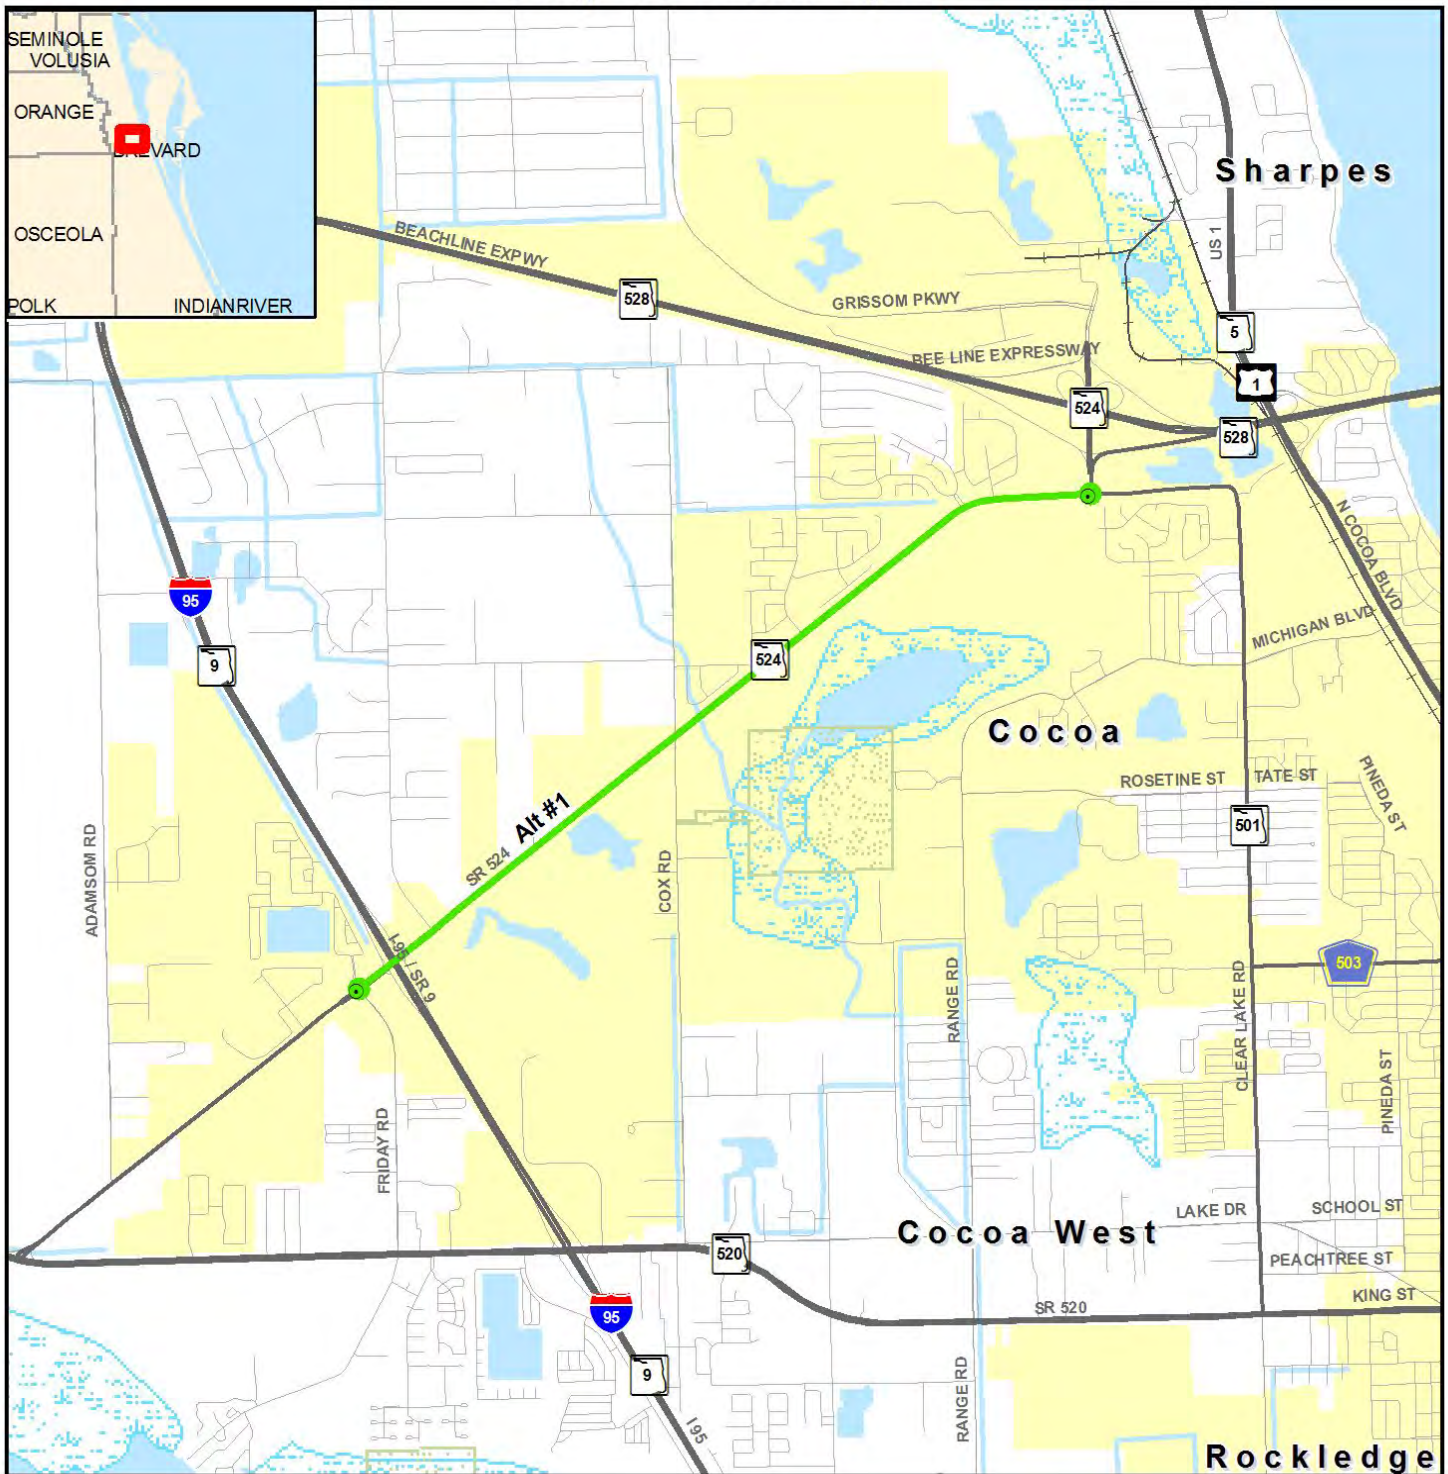 SEMINOLE
VOLUSIA
ORANGE
BREVARD
OSCEOLA
POLK
INDIANRIVER
Sharpes
US 1
BEACHLINE EXPWY
528
GRISSOM PKWY
5
BEE LINE EXPRESSWAY
1
524
528
N COCOA BLVD
95
9
MICHIGAN BLVD
524
Cocoa
ROSETINE ST
TATE ST
PINEDA ST
501
Alt #1
SR 524
ADAMSOM RD
COX RD
I-95 / SR 9
RANGE RD
CLEAR LAKE RD
503
PINEDA ST
FRIDAY RD
LAKE DR
SCHOOL ST
Cocoa West
520
PEACHTREE ST
KING ST
SR 520
95
9
RANGE RD
I 95
Rockledge